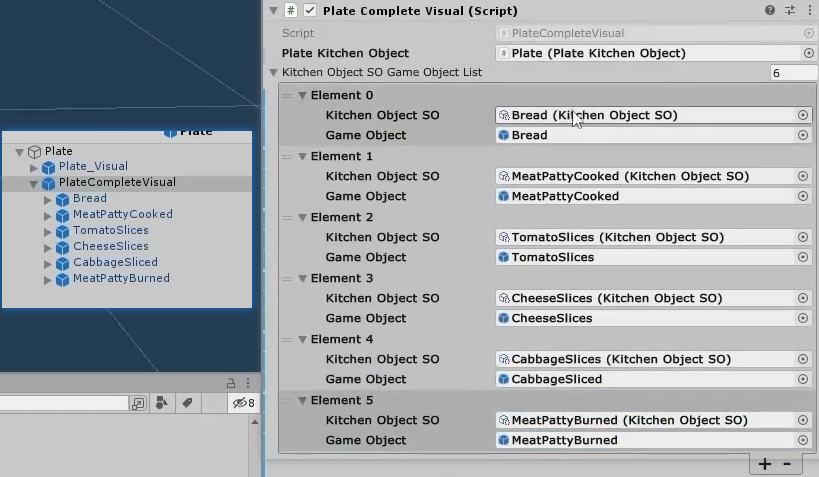 Plate
Plate
Plate_Visual
PlateCompleteVisual
Bread
MeatPattyCooked
TomatoSlices
CheeseSlices
CabbageSliced
MeatPattyBurned
8
# Plate Complete Visual (Script)
Script # PlateCompleteVisual
Plate Kitchen Object # Plate (Plate Kitchen Object)
Kitchen Object SO Game Object List 6
Element 0
Kitchen Object SO Bread (Kitchen Object SO)
Game Object Bread
Element 1
Kitchen Object SO MeatPattyCooked (Kitchen Object SO)
Game Object MeatPattyCooked
Element 2
Kitchen Object SO TomatoSlices (Kitchen Object SO)
Game Object TomatoSlices
Element 3
Kitchen Object SO CheeseSlices (Kitchen Object SO)
Game Object CheeseSlices
Element 4
Kitchen Object SO CabbageSlices (Kitchen Object SO)
Game Object CabbageSliced
Element 5
Kitchen Object SO MeatPattyBurned (Kitchen Object SO)
Game Object MeatPattyBurned
+ -